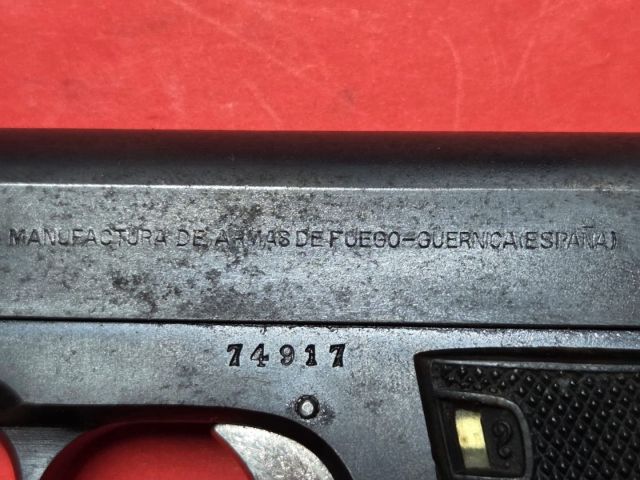 MANUFACTURA DE ARMAS DE FUEGO-GUERNICA(ESPAÑA)
74917